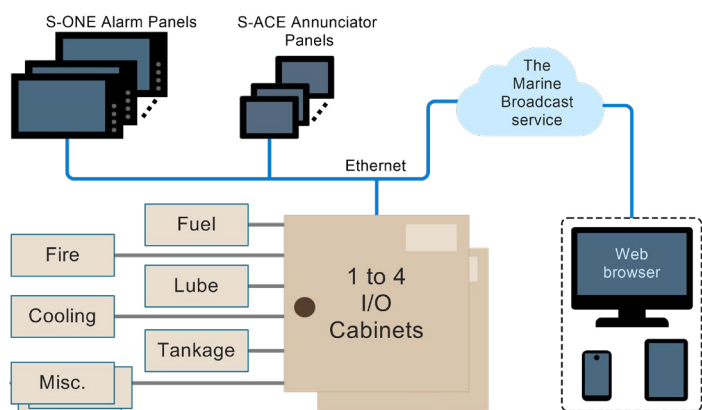 S-ONE Alarm Panels
S-ACE Annunciator
Panels
The
Marine
Broadcast
service
Ethernet
Fuel
Fire
Lube
Cooling
Tankage
Misc.
1 to 4
I/O
Cabinets
Web
browser